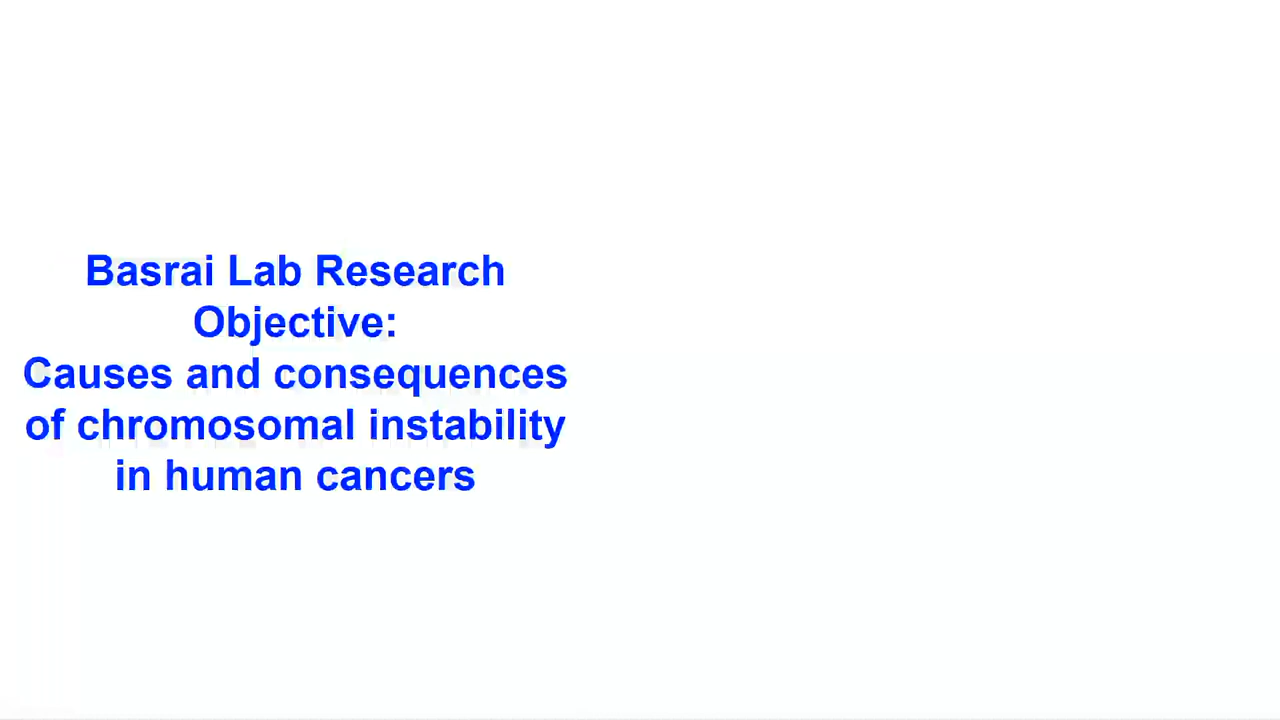 Basrai Lab Research
Objective:
Causes and consequences
of chromosomal instability
in human cancers